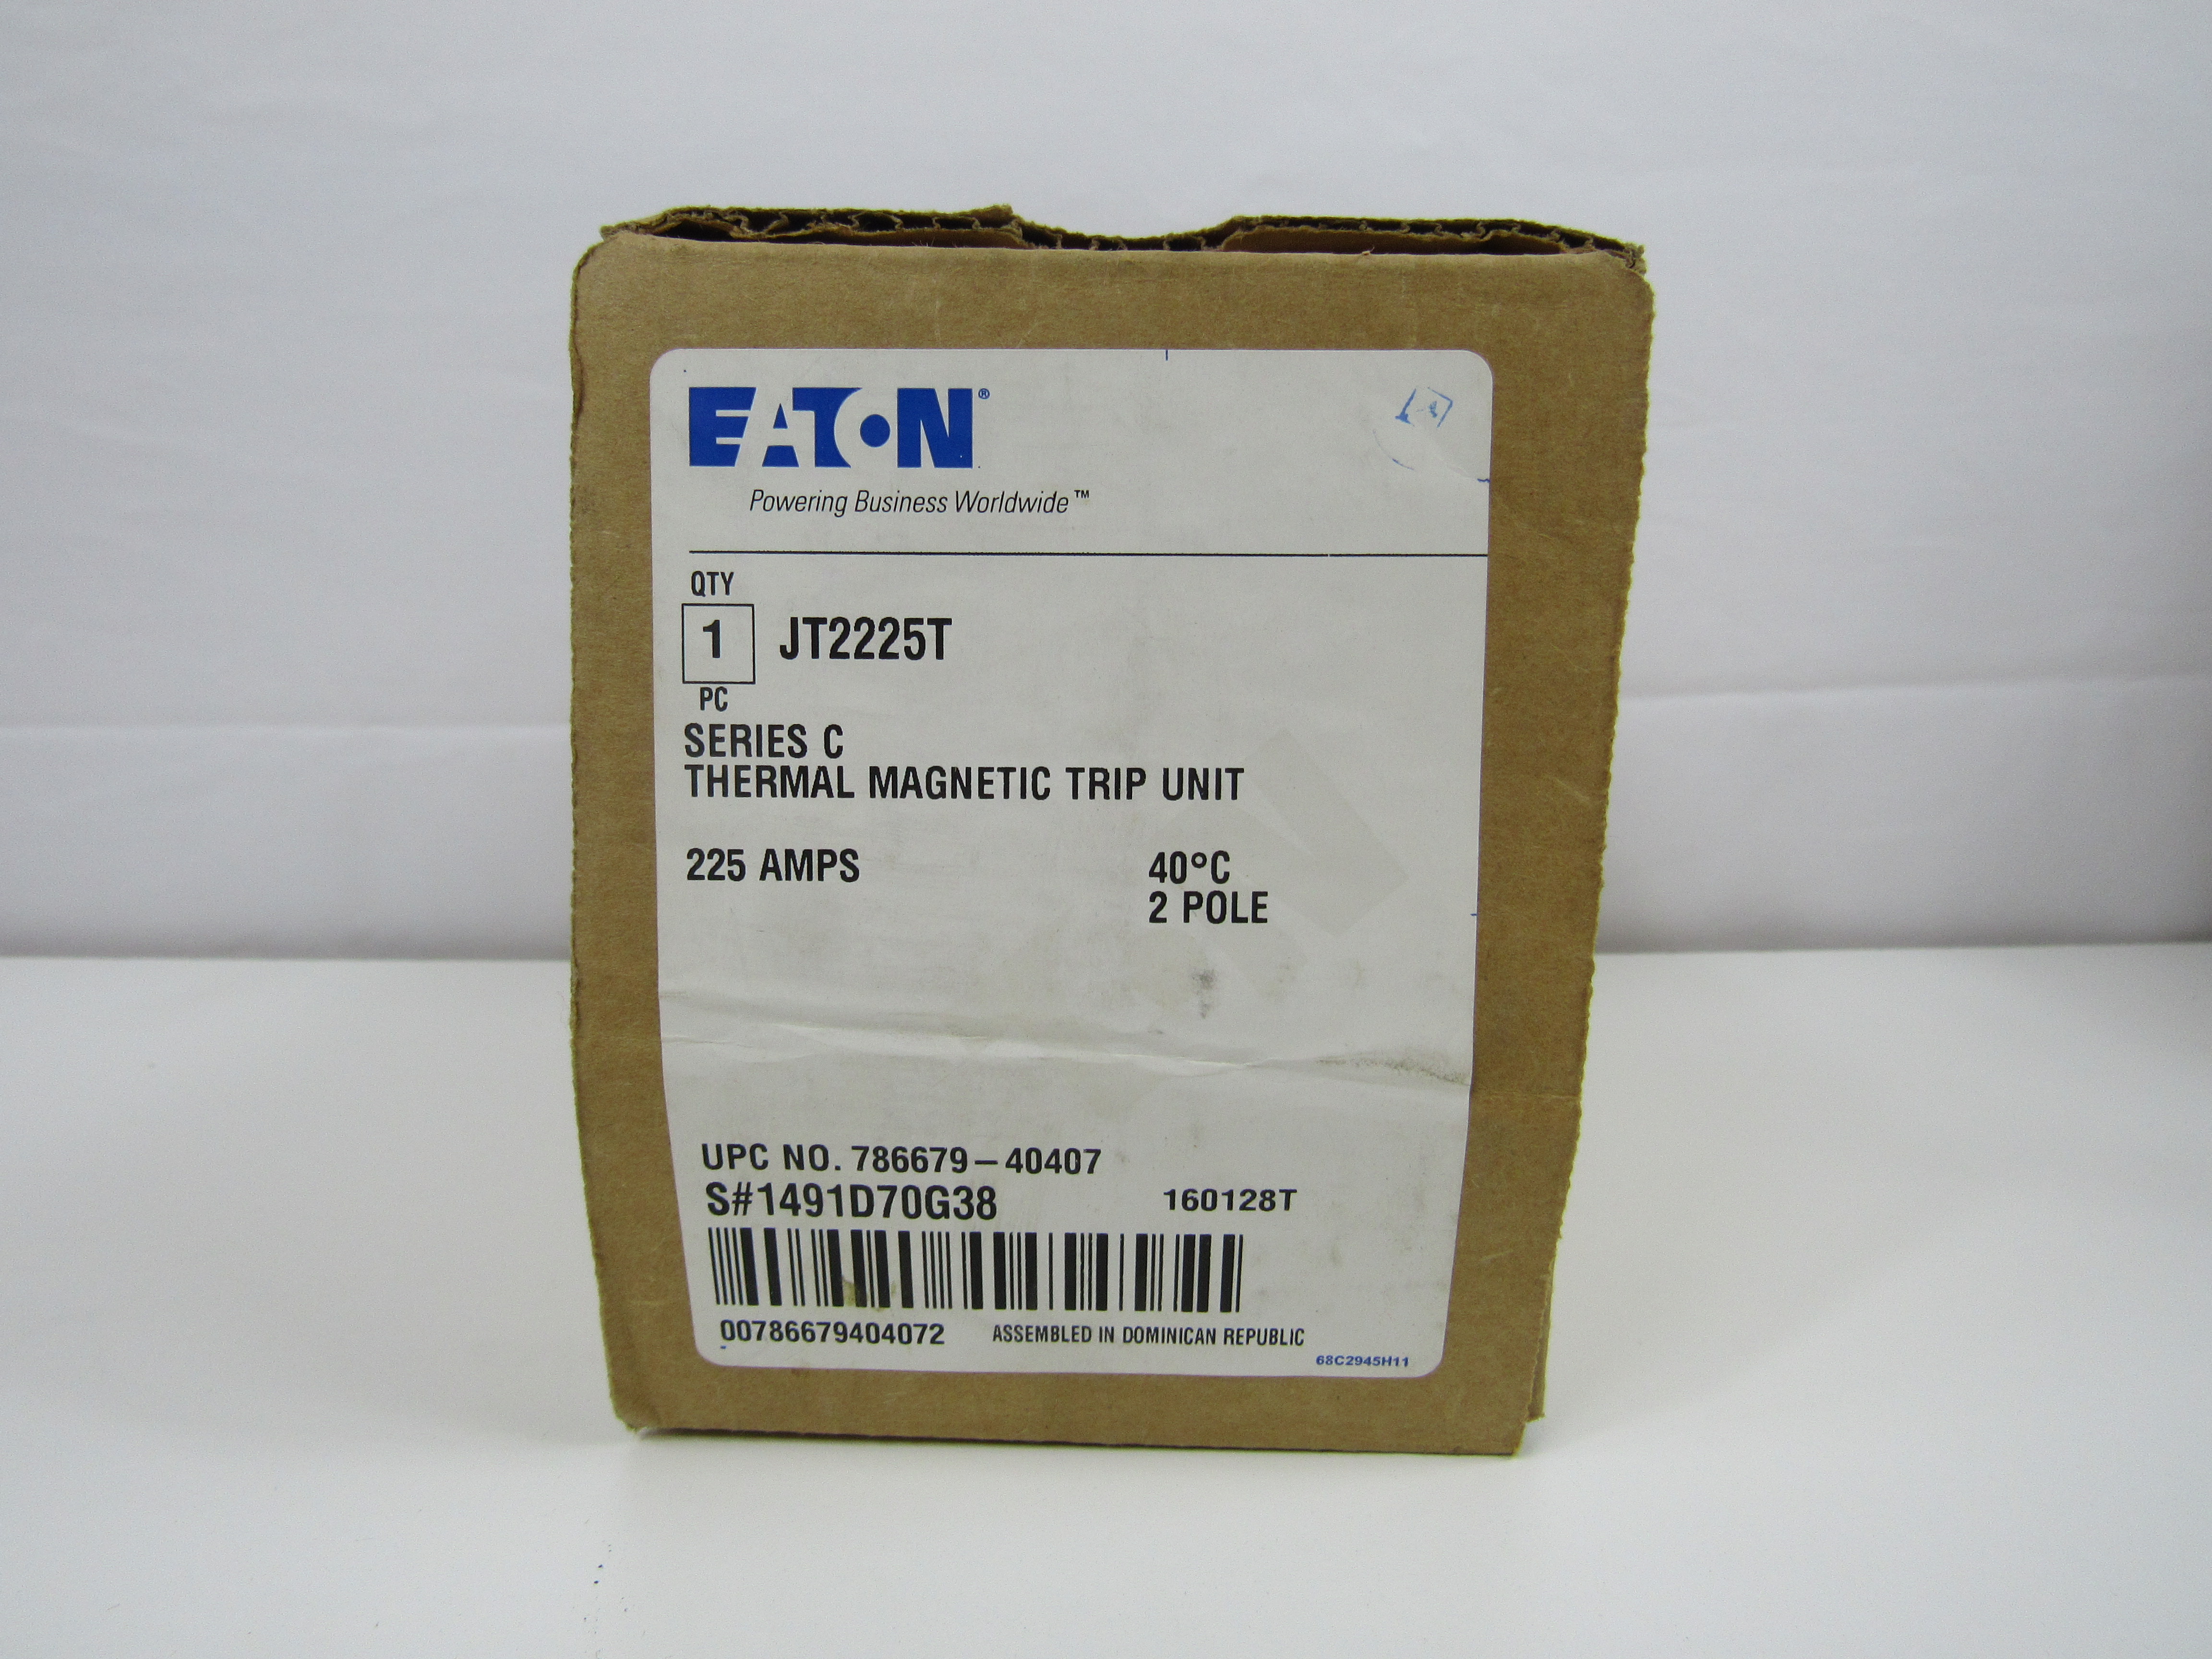 EATON®
Powering Business Worldwide™
QTY
1 JT2225T
PC
SERIES C
THERMAL MAGNETIC TRIP UNIT
225 AMPS 40°C
2 POLE
UPC NO. 786679-40407
S#1491D70G38 160128T
00786679404072 ASSEMBLED IN DOMINICAN REPUBLIC
68C2945H11